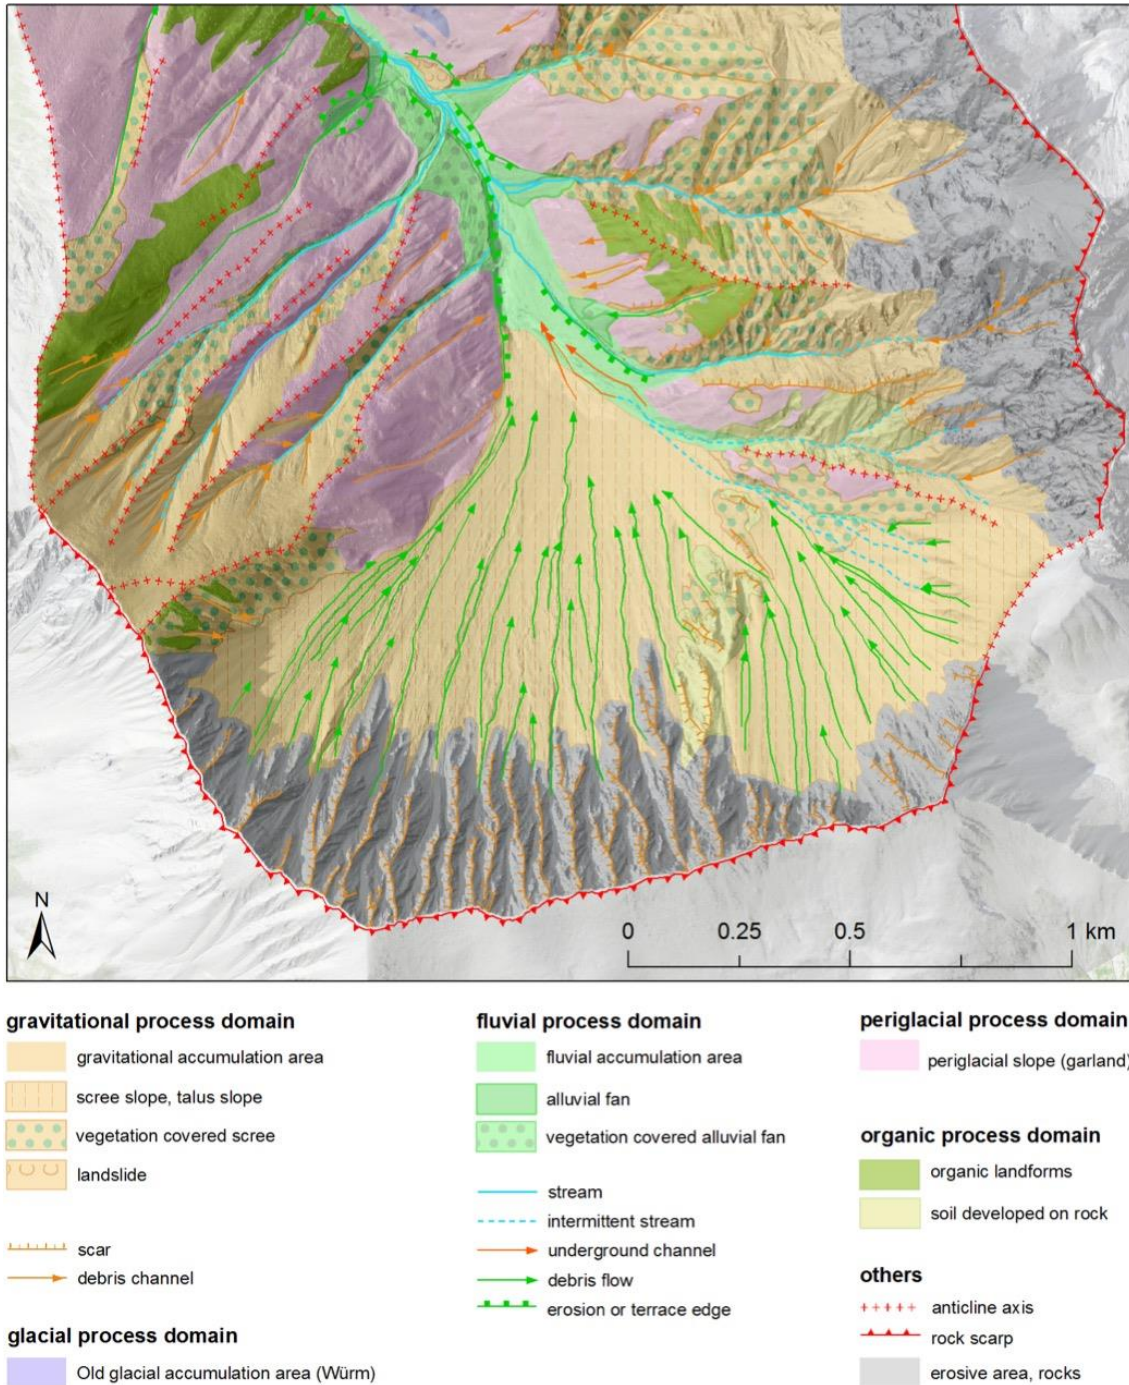 N
0 0.25 0.5 1 km
gravitational process domain
gravitational accumulation area
scree slope, talus slope
vegetation covered scree
landslide
scar
debris channel
glacial process domain
Old glacial accumulation area (Würm)
fluvial process domain
fluvial accumulation area
alluvial fan
vegetation covered alluvial fan
stream
intermittent stream
underground channel
debris flow
erosion or terrace edge
periglacial process domain
periglacial slope (garland)
organic process domain
organic landforms
soil developed on rock
others
anticline axis
rock scarp
erosive area, rocks